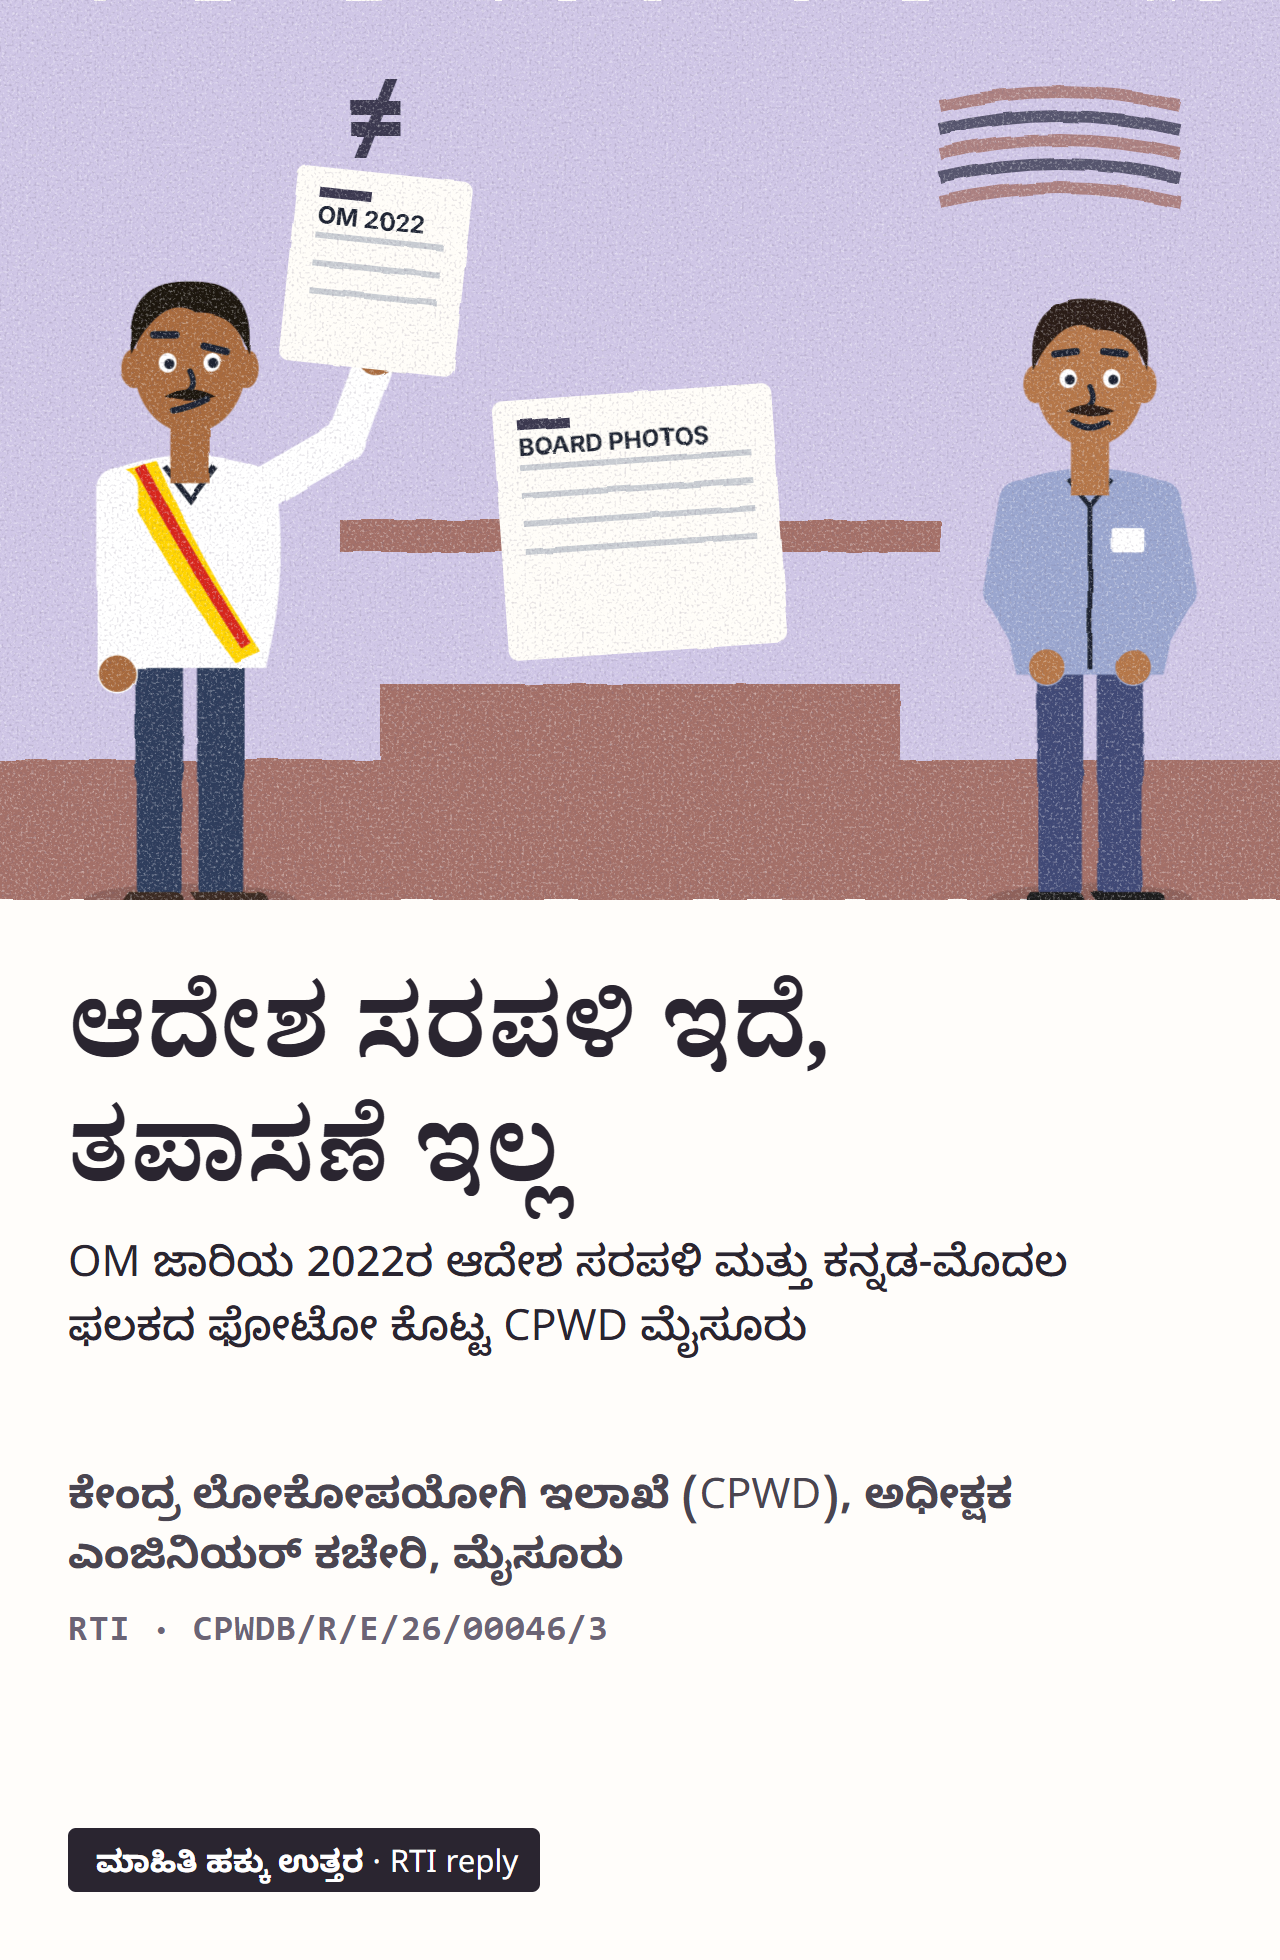 ≠
OM 2022
BOARD PHOTOS
ಆದೇಶ ಸರಪಳಿ ಇದೆ,
ತಪಾಸಣೆ ಇಲ್ಲ
OM ಜಾರಿಯ 2022ರ ಆದೇಶ ಸರಪಳಿ ಮತ್ತು ಕನ್ನಡ-ಮೊದಲ
ಫಲಕದ ಫೋಟೋ ಕೊಟ್ಟ CPWD ಮೈಸೂರು
ಕೇಂದ್ರ ಲೋಕೋಪಯೋಗಿ ಇಲಾಖೆ (CPWD), ಅಧೀಕ್ಷಕ
ಎಂಜಿನಿಯರ್ ಕಚೇರಿ, ಮೈಸೂರು
RTI · CPWDB/R/E/26/00046/3
ಮಾಹಿತಿ ಹಕ್ಕು ಉತ್ತರ · RTI reply